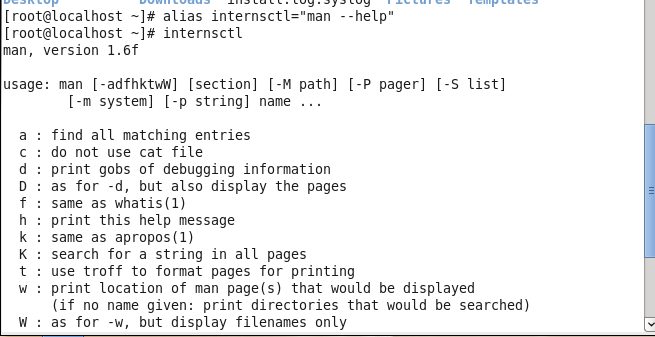 Desktop Downloads install.log.syslog Pictures Templates
[root@localhost ~]# alias internsctl="man --help"
[root@localhost ~]# internsctl
man, version 1.6f

usage: man [-adfhktwW] [section] [-M path] [-P pager] [-S list]
        [-m system] [-p string] name ...

  a : find all matching entries
  c : do not use cat file
  d : print gobs of debugging information
  D : as for -d, but also display the pages
  f : same as whatis(1)
  h : print this help message
  k : same as apropos(1)
  K : search for a string in all pages
  t : use troff to format pages for printing
  w : print location of man page(s) that would be displayed
      (if no name given: print directories that would be searched)
  W : as for -w, but display filenames only